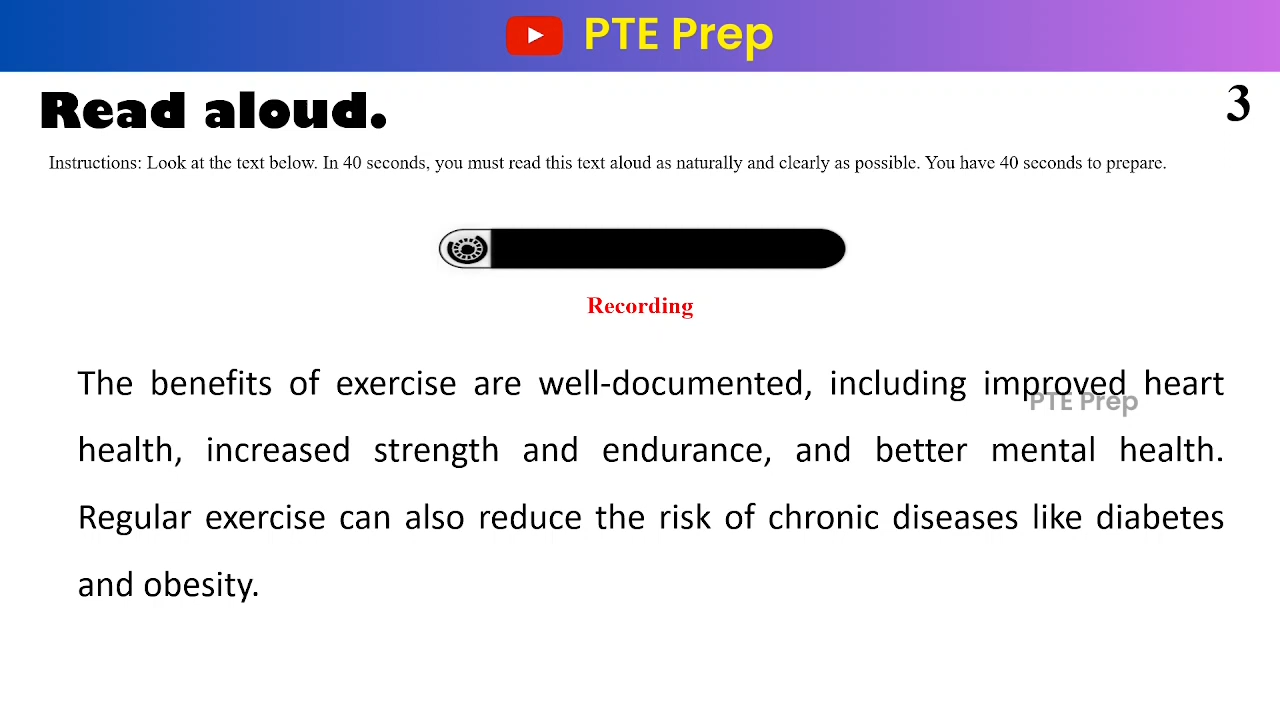 PTE Prep
Read aloud.
3
Instructions: Look at the text below. In 40 seconds, you must read this text aloud as naturally and clearly as possible. You have 40 seconds to prepare.
Recording
The benefits of exercise are well-documented, including improved heart
PTE Prep
health, increased strength and endurance, and better mental health.
Regular exercise can also reduce the risk of chronic diseases like diabetes
and obesity.